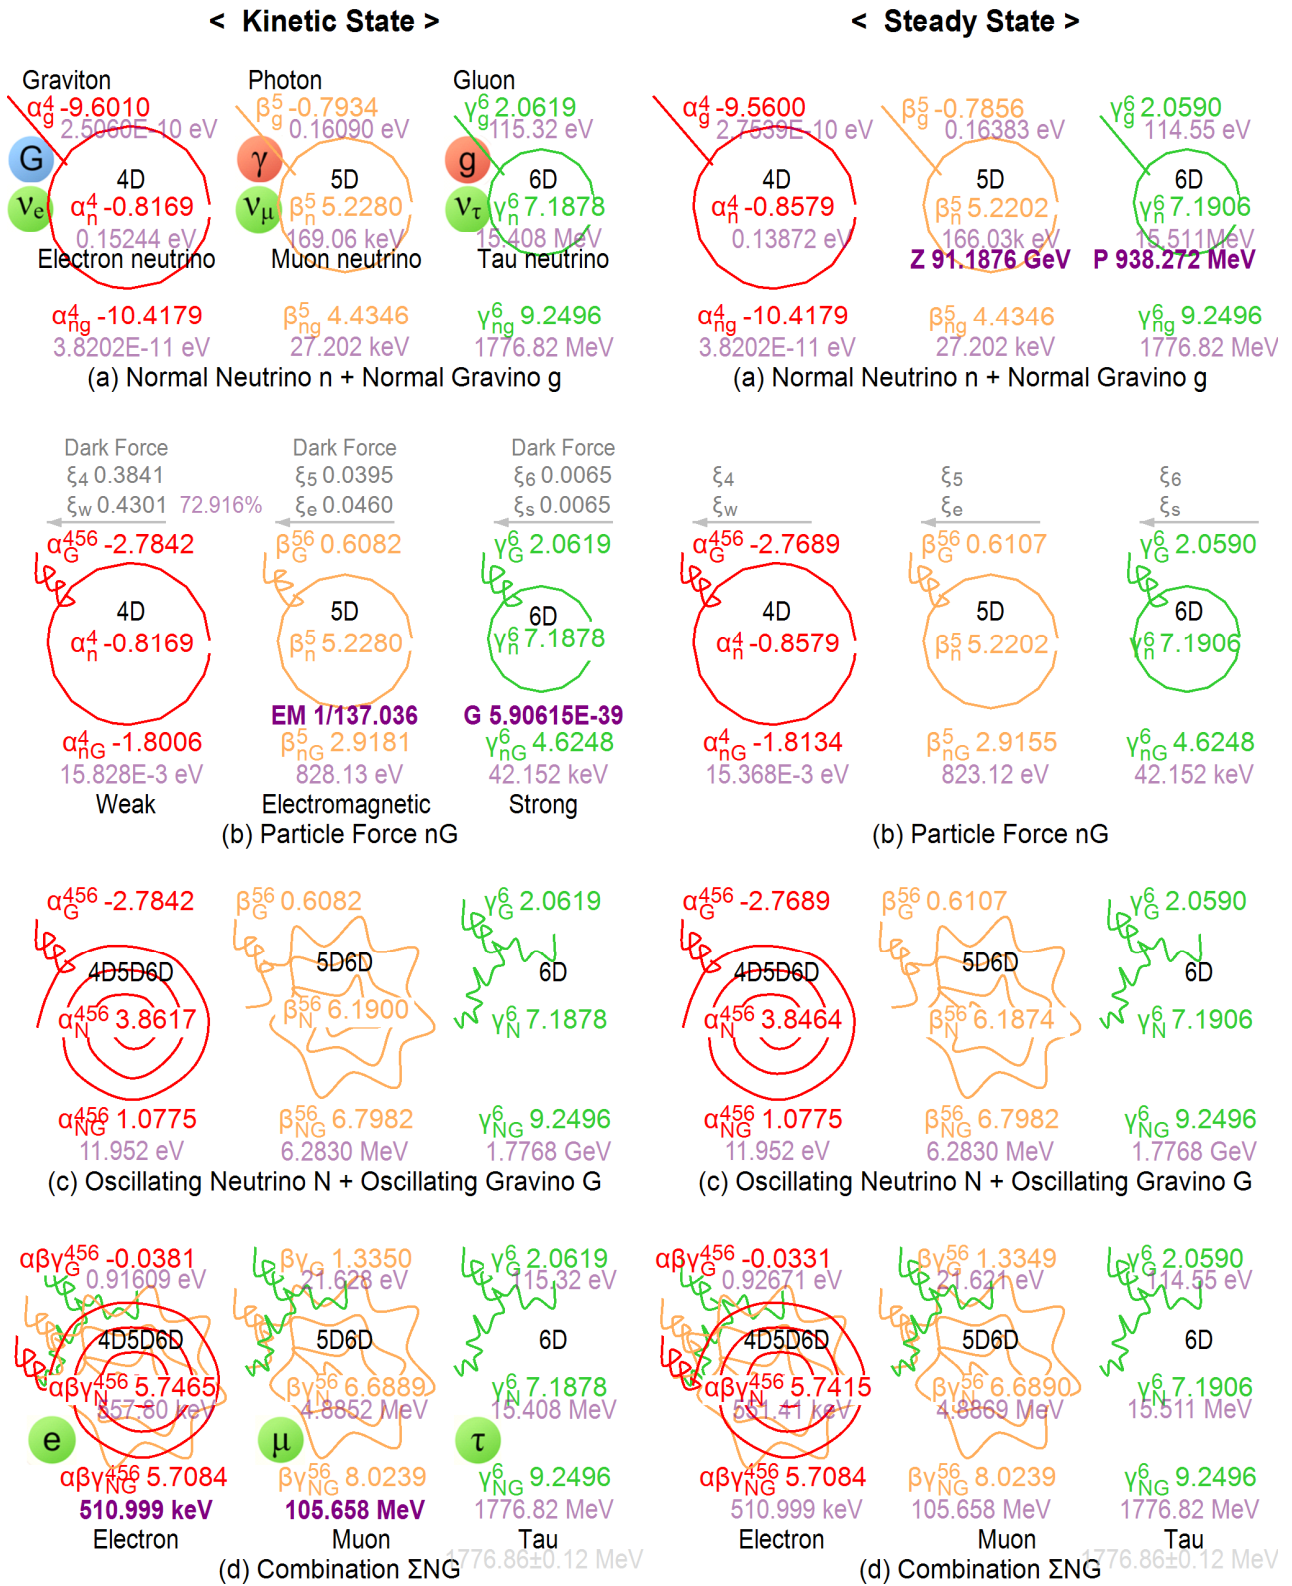 < Kinetic State >
< Steady State >
Graviton Photon Gluon
α⁴g -9.6010 β⁵g -0.7934 γ⁶g 2.0619 α⁴g -9.5600 β⁵g -0.7856 γ⁶g 2.0590
2.5060E-10 eV 0.16090 eV 115.32 eV 2.7539E-10 eV 0.16383 eV 114.55 eV
G γ g
4D 5D 6D 4D 5D 6D
νe α⁴n -0.8169 νμ β⁵n 5.2280 ντ γ⁶n 7.1878 α⁴n -0.8579 β⁵n 5.2202 γ⁶n 7.1906
0.15244 eV 169.06 keV 15.408 MeV 0.13872 eV 166.03k eV 15.511MeV
Electron neutrino Muon neutrino Tau neutrino Z 91.1876 GeV P 938.272 MeV
α⁴ng -10.4179 β⁵ng 4.4346 γ⁶ng 9.2496 α⁴ng -10.4179 β⁵ng 4.4346 γ⁶ng 9.2496
3.8202E-11 eV 27.202 keV 1776.82 MeV 3.8202E-11 eV 27.202 keV 1776.82 MeV
(a) Normal Neutrino n + Normal Gravino g (a) Normal Neutrino n + Normal Gravino g
Dark Force Dark Force Dark Force
ξ4 0.3841 ξ5 0.0395 ξ6 0.0065 ξ4 ξ5 ξ6
ξw 0.4301 72.916% ξe 0.0460 ξs 0.0065 ξw ξe ξs
α⁴⁵⁶G -2.7842 β⁵⁶G 0.6082 γ⁶G 2.0619 α⁴⁵⁶G -2.7689 β⁵⁶G 0.6107 γ⁶G 2.0590
4D 5D 6D 4D 5D 6D
α⁴n -0.8169 β⁵n 5.2280 γ⁶n 7.1878 α⁴n -0.8579 β⁵n 5.2202 γ⁶n 7.1906
EM 1/137.036 G 5.90615E-39
α⁴nG -1.8006 β⁵nG 2.9181 γ⁶nG 4.6248 α⁴nG -1.8134 β⁵nG 2.9155 γ⁶nG 4.6248
15.828E-3 eV 828.13 eV 42.152 keV 15.368E-3 eV 823.12 eV 42.152 keV
Weak Electromagnetic Strong
(b) Particle Force nG (b) Particle Force nG
α⁴⁵⁶G -2.7842 β⁵⁶G 0.6082 γ⁶G 2.0619 α⁴⁵⁶G -2.7689 β⁵⁶G 0.6107 γ⁶G 2.0590
4D5D6D 5D6D 6D 4D5D6D 5D6D 6D
α⁴⁵⁶N 3.8617 β⁵⁶N 6.1900 γ⁶N 7.1878 α⁴⁵⁶N 3.8464 β⁵⁶N 6.1874 γ⁶N 7.1906
α⁴⁵⁶NG 1.0775 β⁵⁶NG 6.7982 γ⁶NG 9.2496 α⁴⁵⁶NG 1.0775 β⁵⁶NG 6.7982 γ⁶NG 9.2496
11.952 eV 6.2830 MeV 1.7768 GeV 11.952 eV 6.2830 MeV 1.7768 GeV
(c) Oscillating Neutrino N + Oscillating Gravino G (c) Oscillating Neutrino N + Oscillating Gravino G
αβγ⁴⁵⁶G -0.0381 βγG 1.3350 γ⁶G 2.0619 αβγ⁴⁵⁶G -0.0331 βγ⁵⁶G 1.3349 γ⁶G 2.0590
0.91609 eV 21.628 eV 115.32 eV 0.92671 eV 21.621 eV 114.55 eV
4D5D6D 5D6D 6D 4D5D6D 5D6D 6D
αβγ⁴⁵⁶N 5.7465 βγ⁵⁶N 6.6889 γ⁶N 7.1878 αβγ⁴⁵⁶N 5.7415 βγ⁵⁶N 6.6890 γ⁶N 7.1906
557.80 keV 4.8852 MeV 15.408 MeV 551.41 keV 4.8869 MeV 15.511 MeV
e μ τ
αβγ⁴⁵⁶NG 5.7084 βγ⁵⁶NG 8.0239 γ⁶NG 9.2496 αβγ⁴⁵⁶NG 5.7084 βγ⁵⁶NG 8.0239 γ⁶NG 9.2496
510.999 keV 105.658 MeV 1776.82 MeV 510.999 keV 105.658 MeV 1776.82 MeV
Electron Muon Tau Electron Muon Tau
1776.86±0.12 MeV 1776.86±0.12 MeV
(d) Combination ΣNG (d) Combination ΣNG